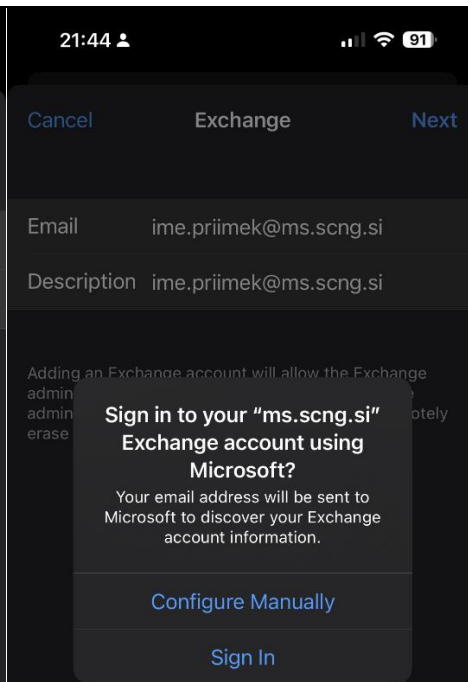 21:44
91
Cancel Exchange Next
Email ime.priimek@ms.scng.si
Description ime.priimek@ms.scng.si
Adding an Exchange account will allow the Exchange
admin
admin otely
erase
Sign in to your “ms.scng.si”
Exchange account using
Microsoft?
Your email address will be sent to
Microsoft to discover your Exchange
account information.
Configure Manually
Sign In